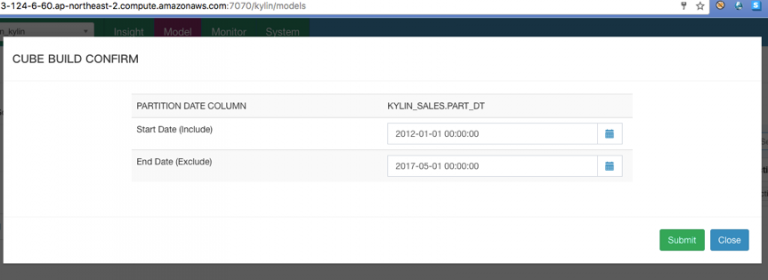 3-124-6-60.ap-northeast-2.compute.amazonaws.com:7070/kylin/models
n_kylin Insight Model Monitor System
CUBE BUILD CONFIRM
PARTITION DATE COLUMN KYLIN_SALES.PART_DT
Start Date (Include) 2012-01-01 00:00:00
End Date (Exclude) 2017-05-01 00:00:00
Submit Close